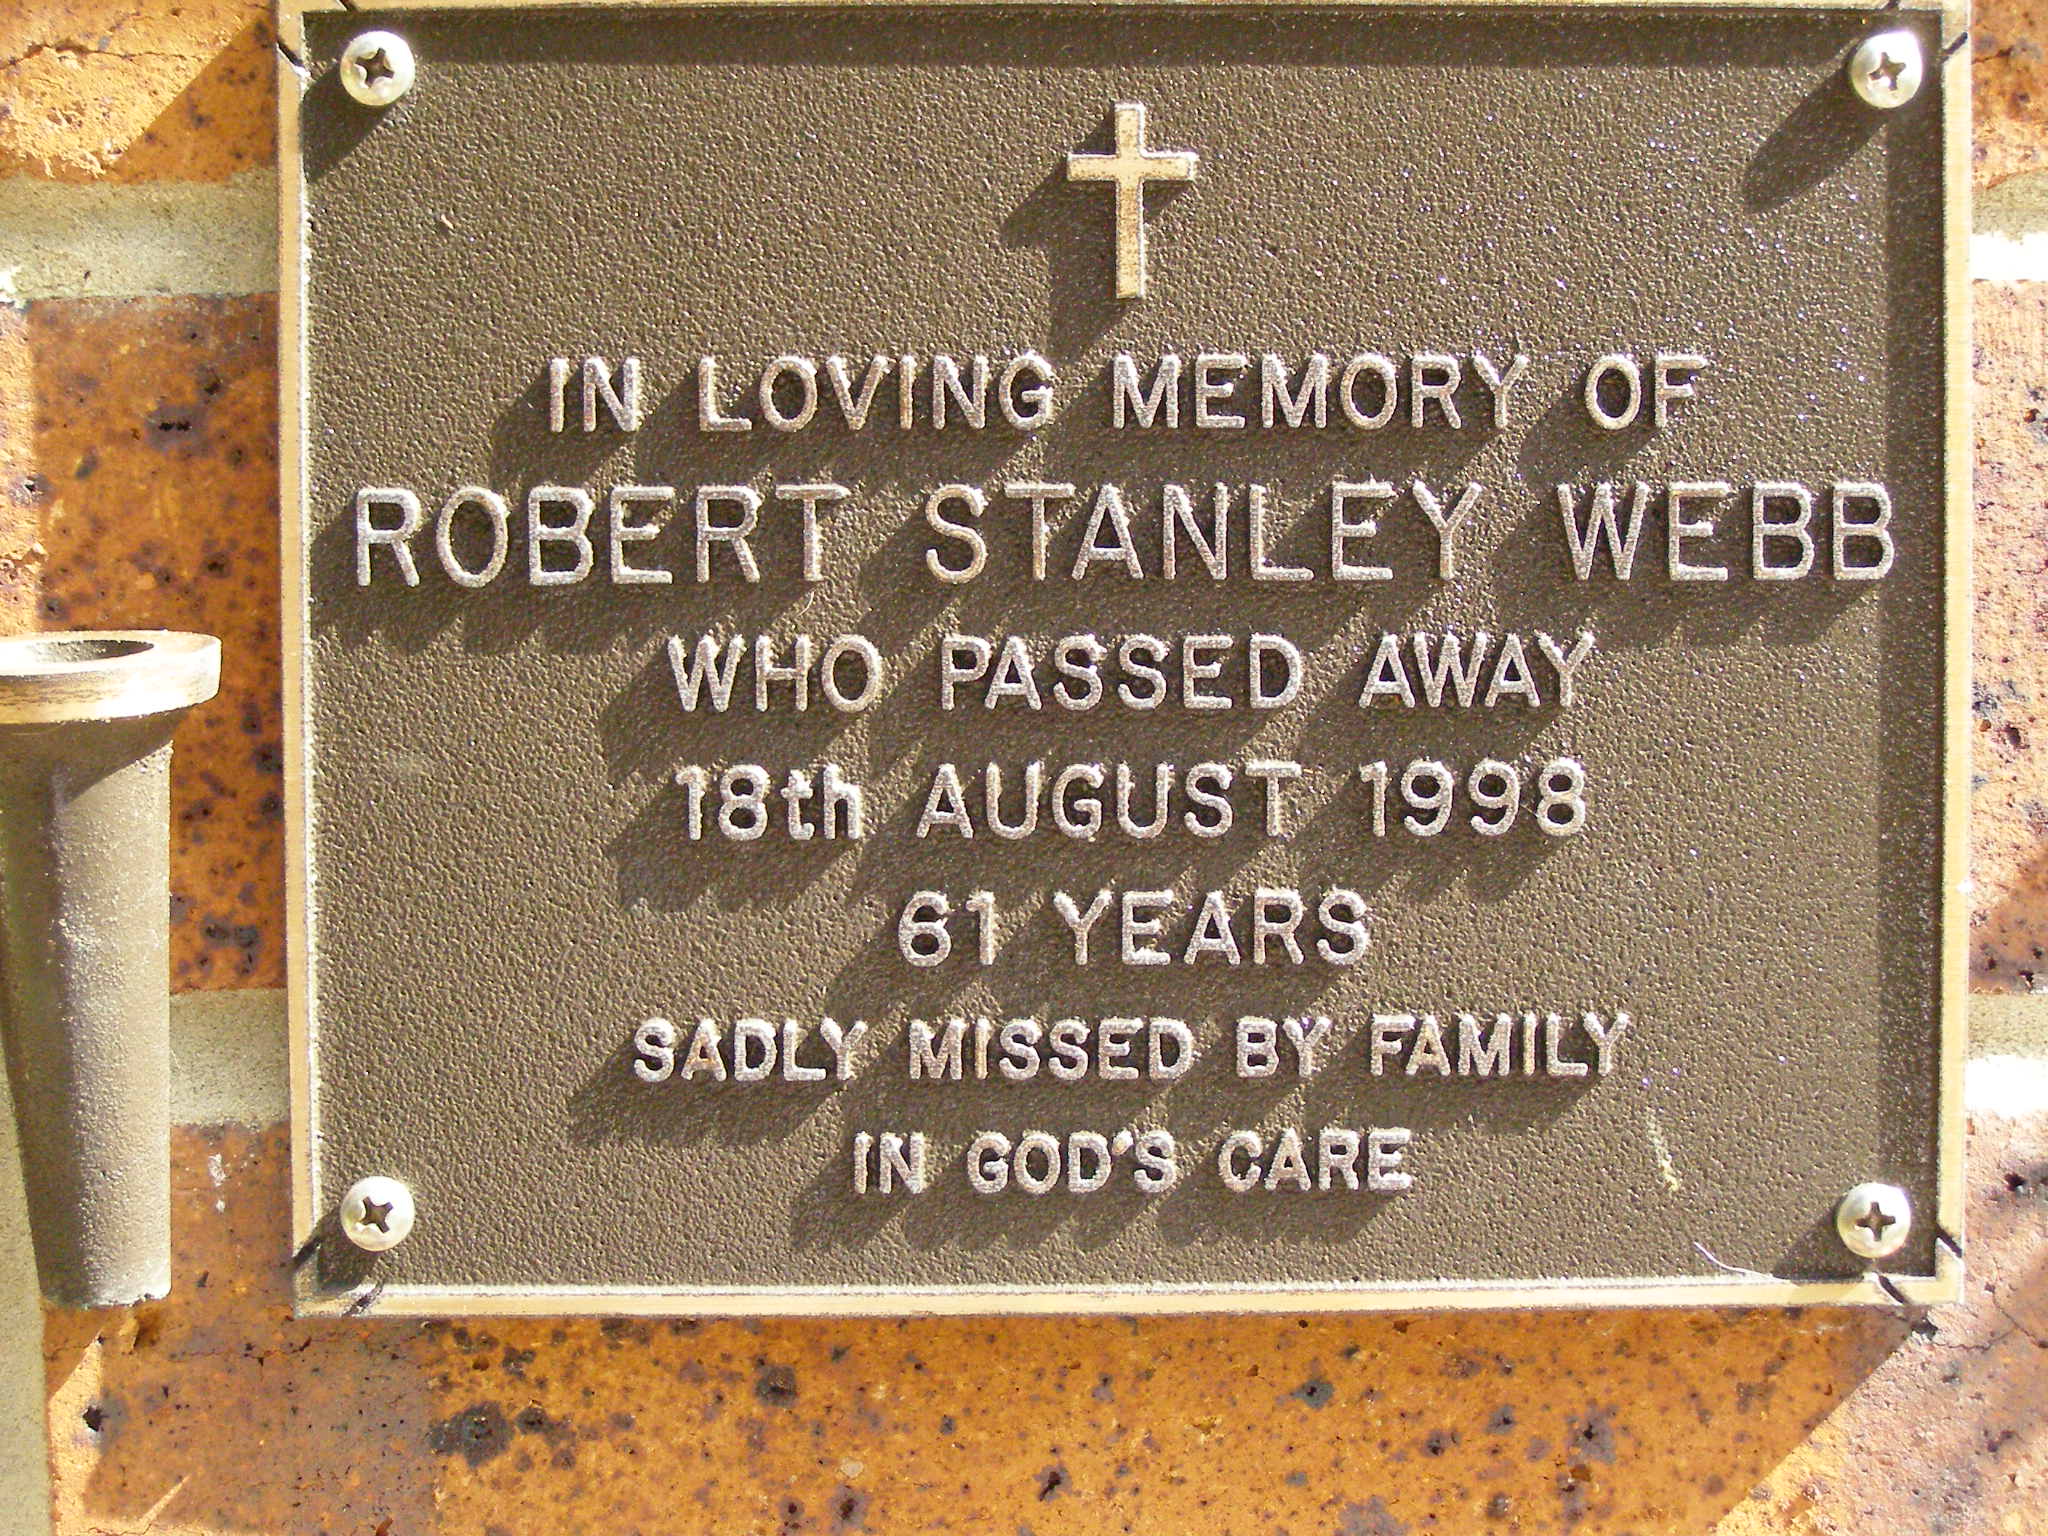 IN LOVING MEMORY OF
ROBERT STANLEY WEBB
WHO PASSED AWAY
18th AUGUST 1998
61 YEARS
SADLY MISSED BY FAMILY
IN GOD'S CARE